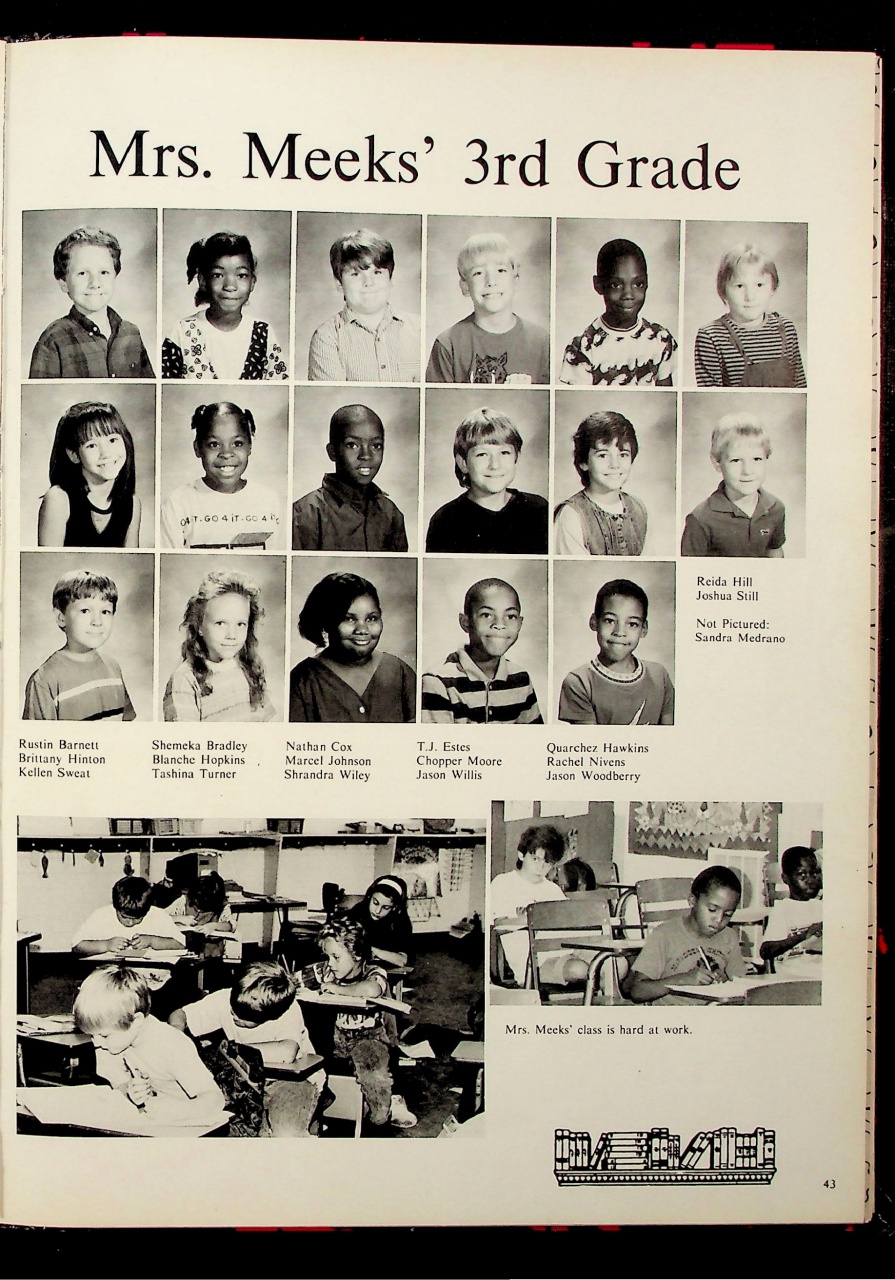 Mrs. Meeks' 3rd Grade
O4 iT·GO 4 iT·GO 4 iT
Reida Hill
Joshua Still
Not Pictured:
Sandra Medrano
Rustin Barnett
Brittany Hinton
Kellen Sweat
Shemeka Bradley
Blanche Hopkins
Tashina Turner
Nathan Cox
Marcel Johnson
Shrandra Wiley
T.J. Estes
Chopper Moore
Jason Willis
Quarchez Hawkins
Rachel Nivens
Jason Woodberry
Mrs. Meeks' class is hard at work.
43